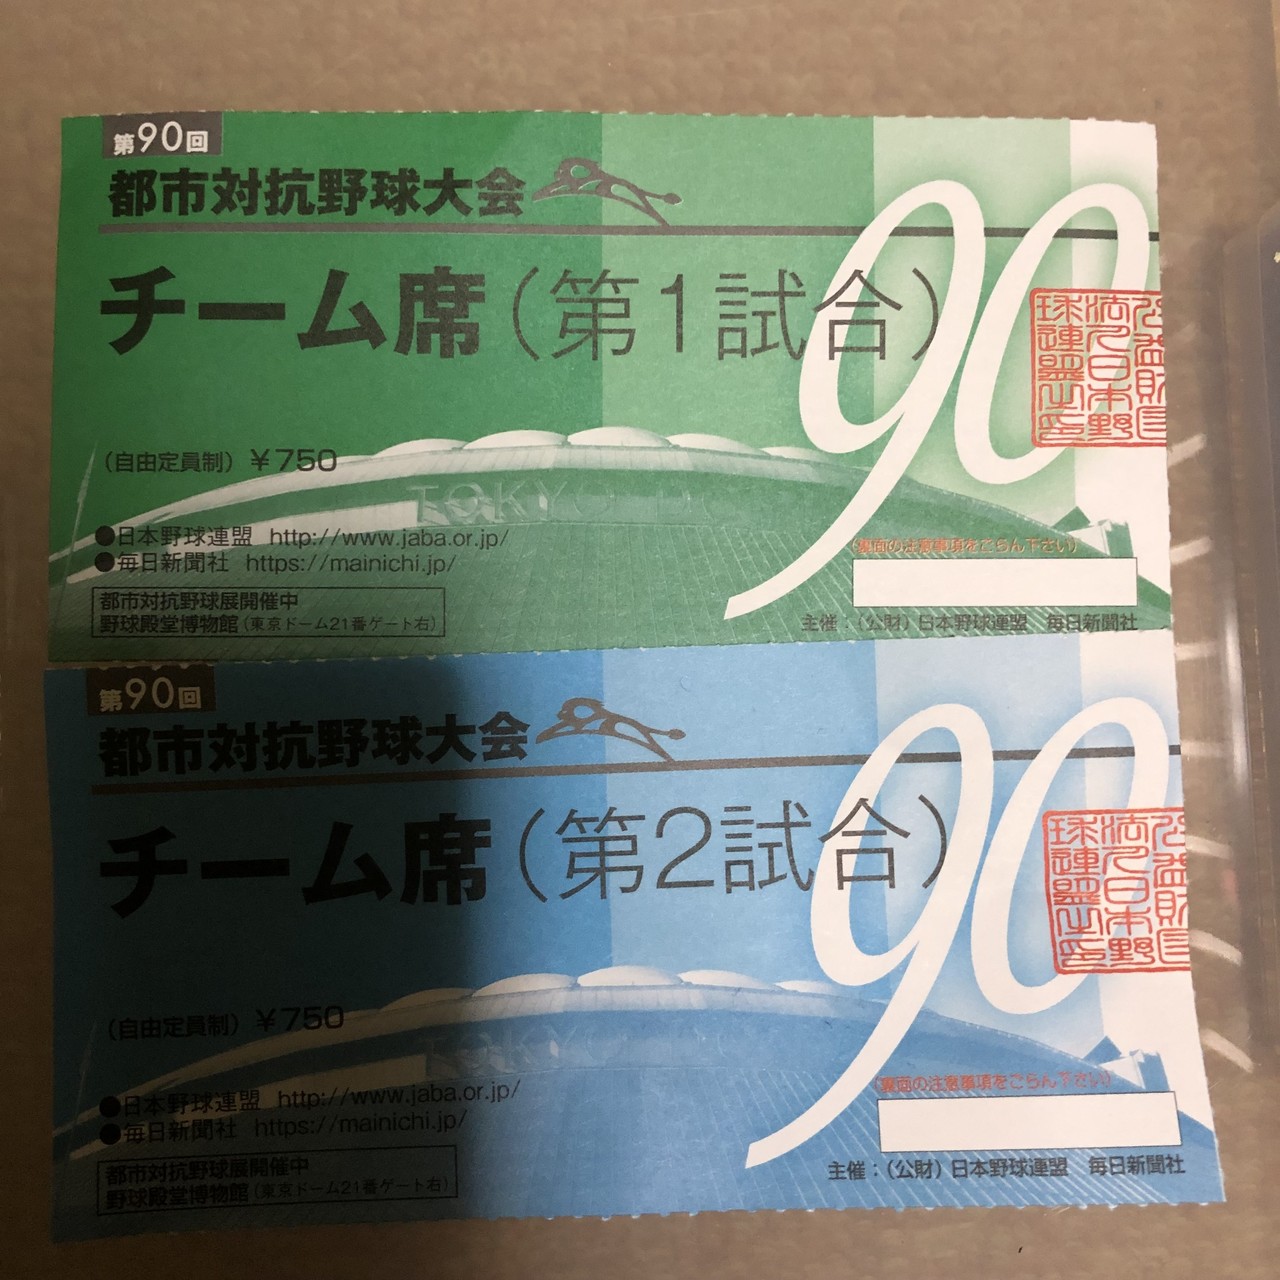 第90回
都市対抗野球大会
チーム席（第1試合）
90
（自由定員制）￥750
TOKYO
●日本野球連盟 http://www.jaba.or.jp/
●毎日新聞社 https://mainichi.jp/
都市対抗野球展開催中
野球殿堂博物館（東京ドーム21番ゲート右）
（裏面の注意事項をごらん下さい）
主催：（公財）日本野球連盟 毎日新聞社
第90回
都市対抗野球大会
チーム席（第2試合）
90
（自由定員制）￥750
TOKYO
●日本野球連盟 http://www.jaba.or.jp/
●毎日新聞社 https://mainichi.jp/
都市対抗野球展開催中
野球殿堂博物館（東京ドーム21番ゲート右）
（裏面の注意事項をごらん下さい）
主催：（公財）日本野球連盟 毎日新聞社